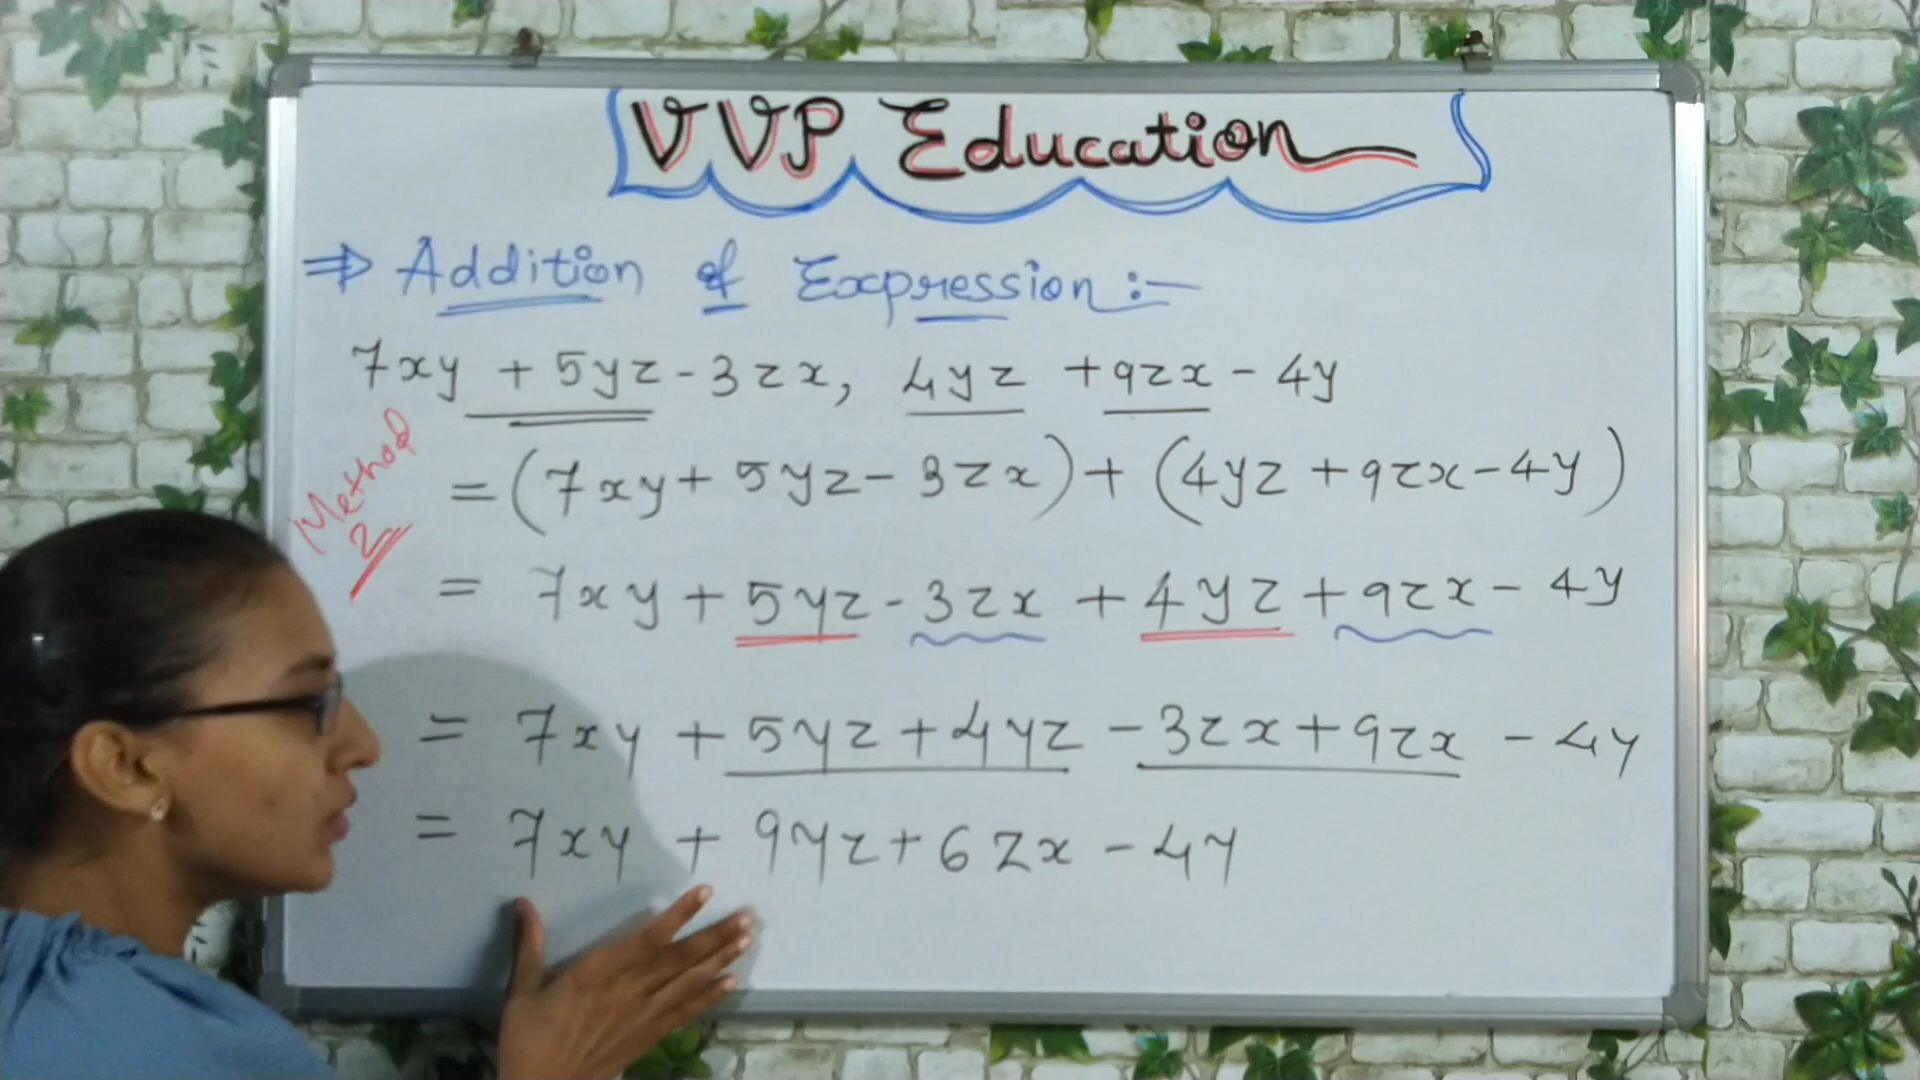 VVP Education
⇒ Addition of Expression :-
7xy + 5yz - 3zx, 4yz + 9zx - 4y
Method 2
= (7xy + 5yz - 3zx) + (4yz + 9zx - 4y)
= 7xy + 5yz - 3zx + 4yz + 9zx - 4y
= 7xy + 5yz + 4yz - 3zx + 9zx - 4y
= 7xy + 9yz + 6zx - 4y